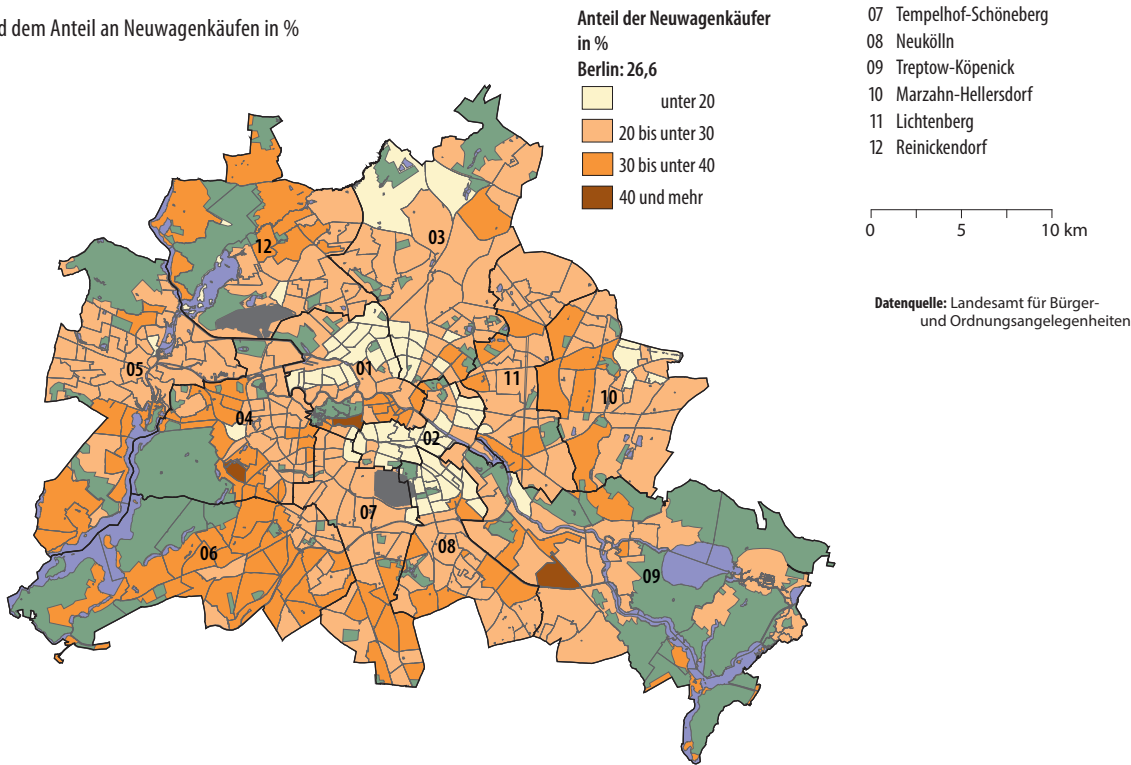 d dem Anteil an Neuwagenkäufen in %
Anteil der Neuwagenkäufer
in %
Berlin: 26,6
unter 20
20 bis unter 30
30 bis unter 40
40 und mehr
07 Tempelhof-Schöneberg
08 Neukölln
09 Treptow-Köpenick
10 Marzahn-Hellersdorf
11 Lichtenberg
12 Reinickendorf
0 5 10 km
Datenquelle: Landesamt für Bürger-
und Ordnungsangelegenheiten
03
12
05
01
11
10
04
02
07
08
06
09